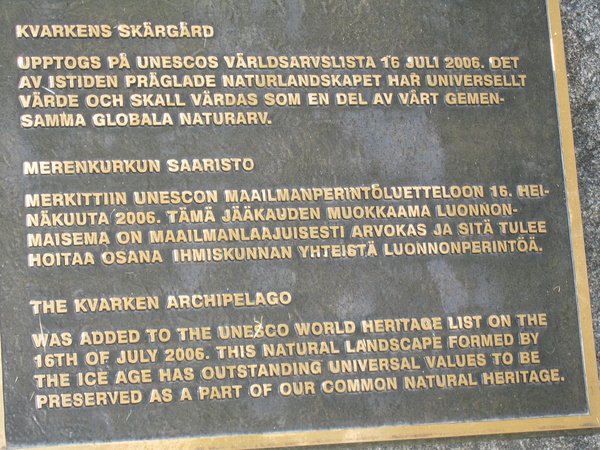 KVARKENS SKÄRGÅRD
UPPTOGS PÅ UNESCOS VÄRLDSARVSLISTA 16 JULI 2006. DET
AV ISTIDEN PRÄGLADE NATURLANDSKAPET HAR UNIVERSELLT
VÄRDE OCH SKALL VÄRDAS SOM EN DEL AV VÅRT GEMEN-
SAMMA GLOBALA NATURARV.
MERENKURKUN SAARISTO
MERKITTIIN UNESCON MAAILMANPERINTÖLUETTELOON 16. HEI-
NÄKUUTA 2006. TÄMÄ JÄÄKAUDEN MUOKKAAMA LUONNON-
MAISEMA ON MAAILMANLAAJUISESTI ARVOKAS JA SITÄ TULEE
HOITAA OSANA IHMISKUNNAN YHTEISTÄ LUONNONPERINTÖÄ.
THE KVARKEN ARCHIPELAGO
WAS ADDED TO THE UNESCO WORLD HERITAGE LIST ON THE
16TH OF JULY 2006. THIS NATURAL LANDSCAPE FORMED BY
THE ICE AGE HAS OUTSTANDING UNIVERSAL VALUES TO BE
PRESERVED AS A PART OF OUR COMMON NATURAL HERITAGE.